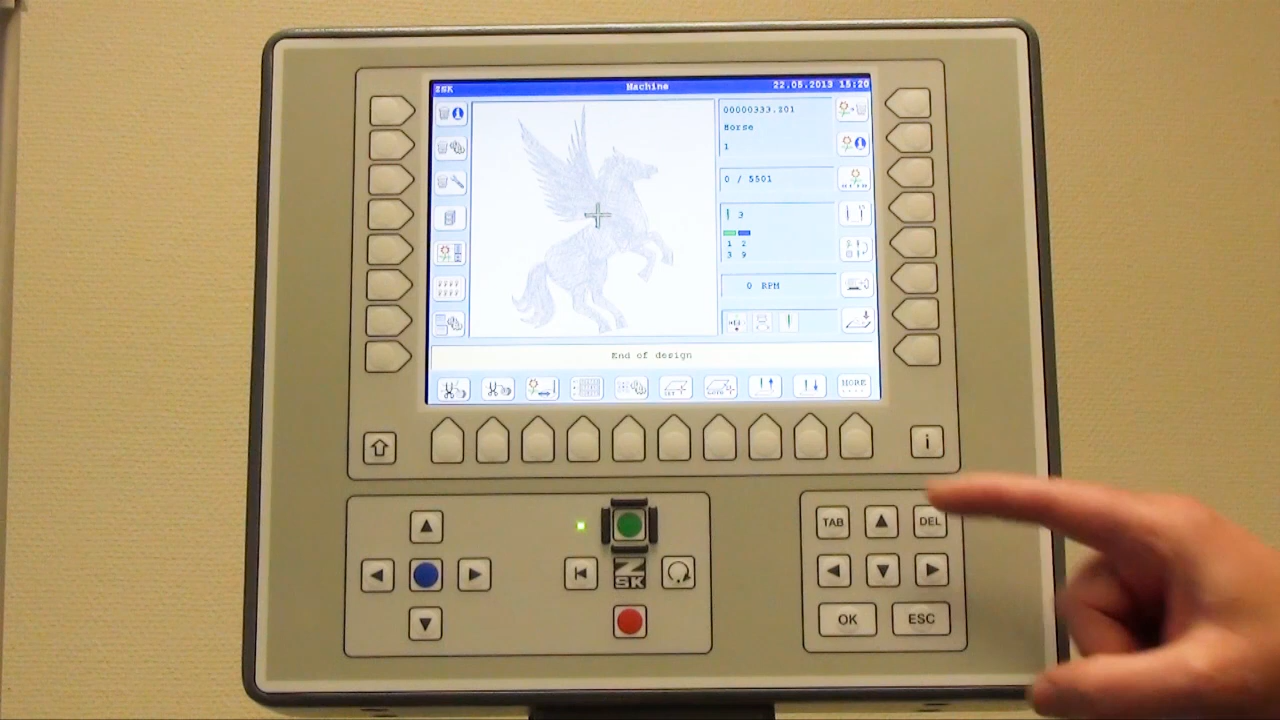 ZSK Machine 22.05.2013 15:20
00000333.Z01
Horse
1
0 / 5501
3
1 2
3 9
0 RPM
End of design
MORE
i
TAB
DEL
ZSK
OK
ESC